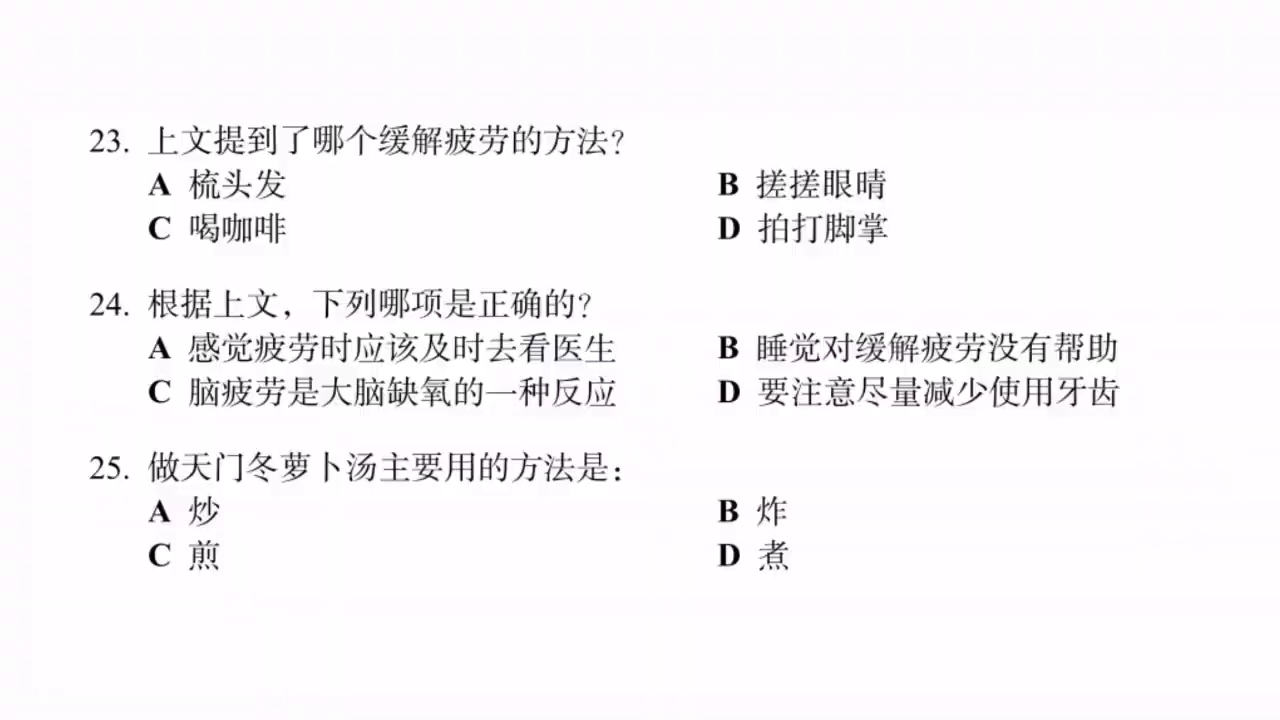 23. 上文提到了哪个缓解疲劳的方法？
A 梳头发 B 搓搓眼睛
C 喝咖啡 D 拍打脚掌
24. 根据上文，下列哪项是正确的？
A 感觉疲劳时应该及时去看医生 B 睡觉对缓解疲劳没有帮助
C 脑疲劳是大脑缺氧的一种反应 D 要注意尽量减少使用牙齿
25. 做天门冬萝卜汤主要用的方法是：
A 炒 B 炸
C 煎 D 煮